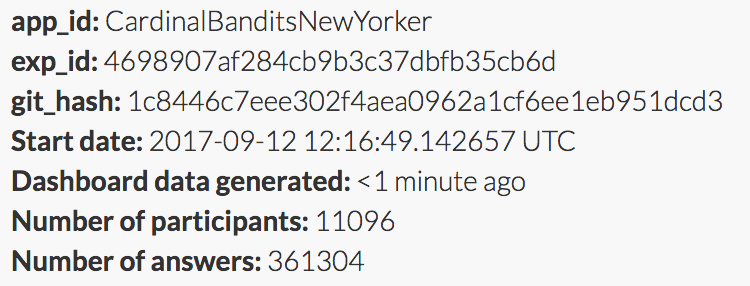 app_id: CardinalBanditsNewYorker
exp_id: 4698907af284cb9b3c37dbfb35cb6d
git_hash: 1c8446c7eee302f4aea0962a1cf6ee1eb951dcd3
Start date: 2017-09-12 12:16:49.142657 UTC
Dashboard data generated: <1 minute ago
Number of participants: 11096
Number of answers: 361304